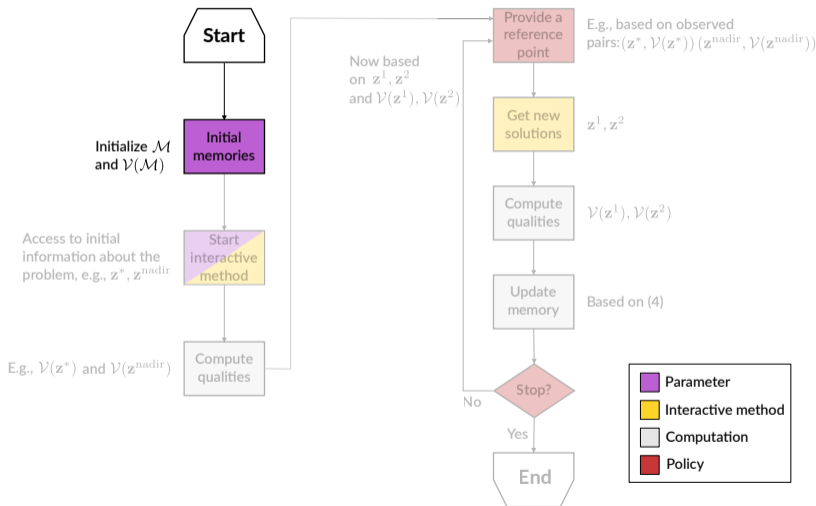 Start
Initialize ℳ
and 𝒱(ℳ)
Initial
memories
Access to initial
information about the
problem, e.g., z*, z^nadir
Start
interactive
method
E.g., 𝒱(z*) and 𝒱(z^nadir)
Compute
qualities
Now based
on z¹, z²
and 𝒱(z¹), 𝒱(z²)
Provide a
reference
point
E.g., based on observed
pairs:(z*, 𝒱(z*)) (z^nadir, 𝒱(z^nadir))
Get new
solutions
z¹, z²
Compute
qualities
𝒱(z¹), 𝒱(z²)
Update
memory
Based on (4)
Stop?
No
Yes
End
Parameter
Interactive method
Computation
Policy